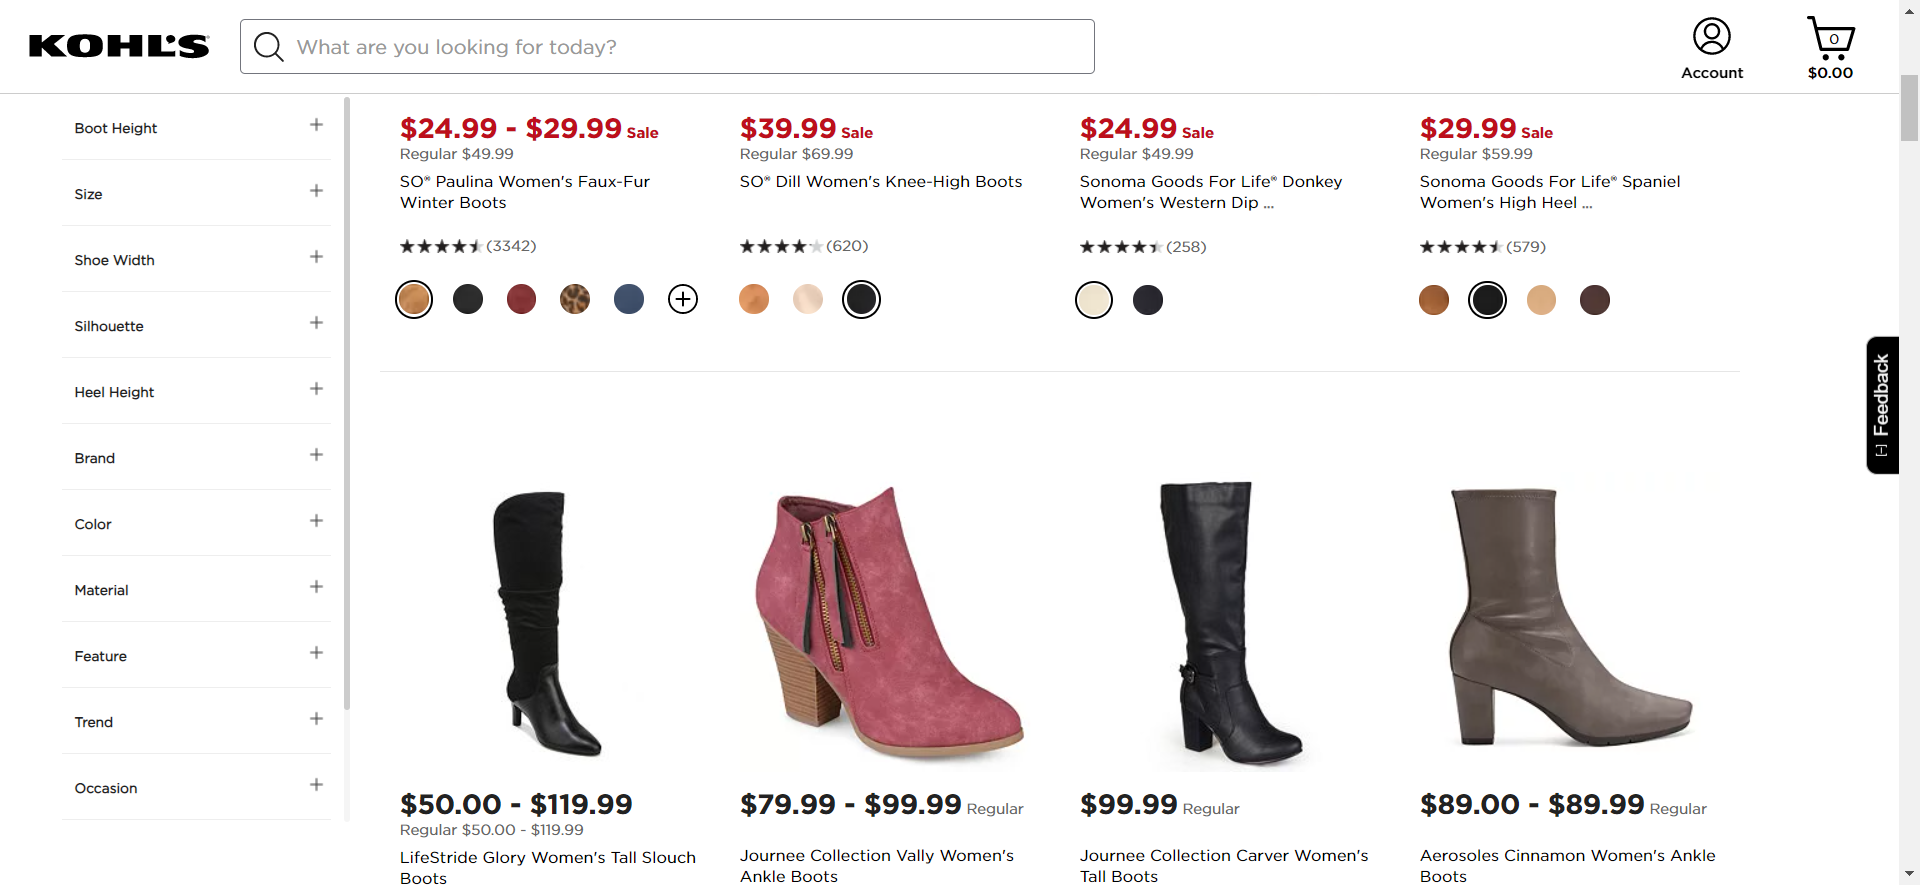 KOHL'S
What are you looking for today?
Account
0
$0.00
Boot Height
Size
Shoe Width
Silhouette
Heel Height
Brand
Color
Material
Feature
Trend
Occasion
$24.99 - $29.99 Sale
Regular $49.99
SO® Paulina Women's Faux-Fur
Winter Boots
(3342)
$39.99 Sale
Regular $69.99
SO® Dill Women's Knee-High Boots
(620)
$24.99 Sale
Regular $49.99
Sonoma Goods For Life® Donkey
Women's Western Dip ...
(258)
$29.99 Sale
Regular $59.99
Sonoma Goods For Life® Spaniel
Women's High Heel ...
(579)
[-] Feedback
$50.00 - $119.99
Regular $50.00 - $119.99
LifeStride Glory Women's Tall Slouch
Boots
$79.99 - $99.99 Regular
Journee Collection Vally Women's
Ankle Boots
$99.99 Regular
Journee Collection Carver Women's
Tall Boots
$89.00 - $89.99 Regular
Aerosoles Cinnamon Women's Ankle
Boots